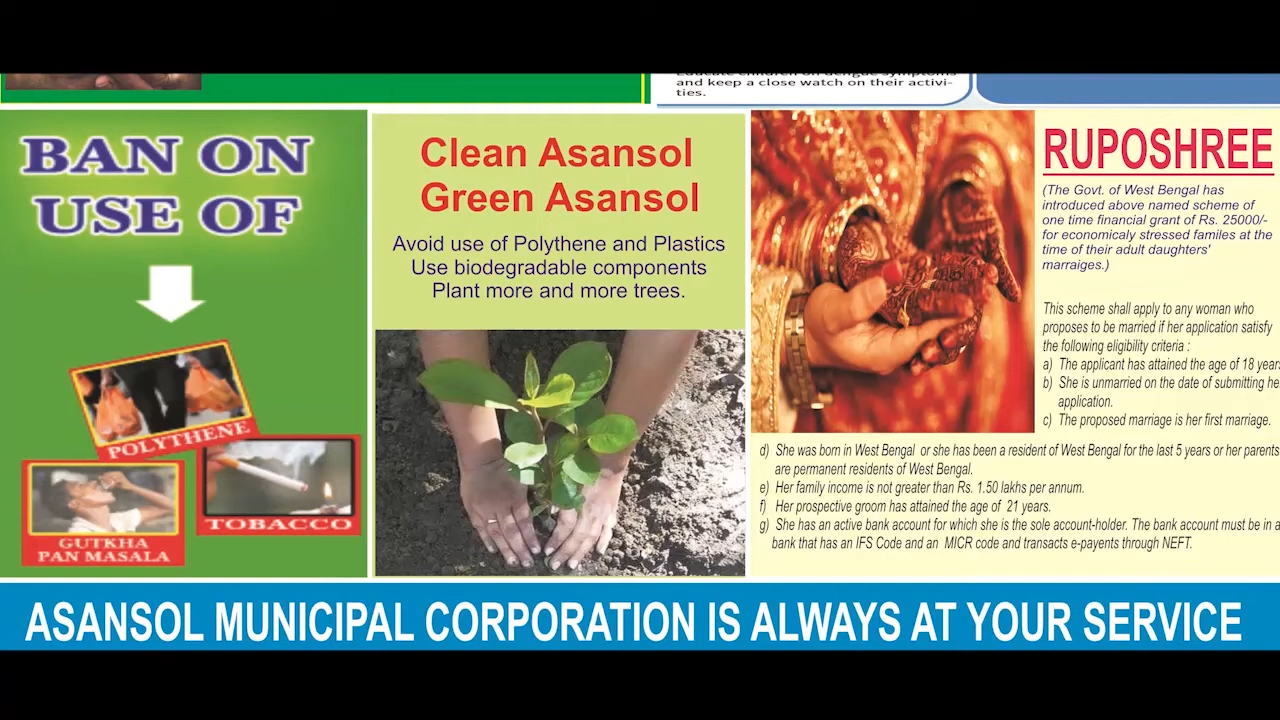 Educate children on dengue symptoms
and keep a close watch on their activi-
ties.
BAN ON
USE OF
POLYTHENE
TOBACCO
GUTKHA
PAN MASALA
Clean Asansol
Green Asansol
Avoid use of Polythene and Plastics
Use biodegradable components
Plant more and more trees.
RUPOSHREE
(The Govt. of West Bengal has
introduced above named scheme of
one time financial grant of Rs. 25000/-
for economicaly stressed familes at the
time of their adult daughters'
marraiges.)
This scheme shall apply to any woman who
proposes to be married if her application satisfy
the following eligibility criteria :
a) The applicant has attained the age of 18 years
b) She is unmarried on the date of submitting he
application.
c) The proposed marriage is her first marriage.
d) She was born in West Bengal or she has been a resident of West Bengal for the last 5 years or her parents
are permanent residents of West Bengal.
e) Her family income is not greater than Rs. 1.50 lakhs per annum.
f) Her prospective groom has attained the age of 21 years.
g) She has an active bank account for which she is the sole account-holder. The bank account must be in a
bank that has an IFS Code and an MICR code and transacts e-payents through NEFT.
ASANSOL MUNICIPAL CORPORATION IS ALWAYS AT YOUR SERVICE